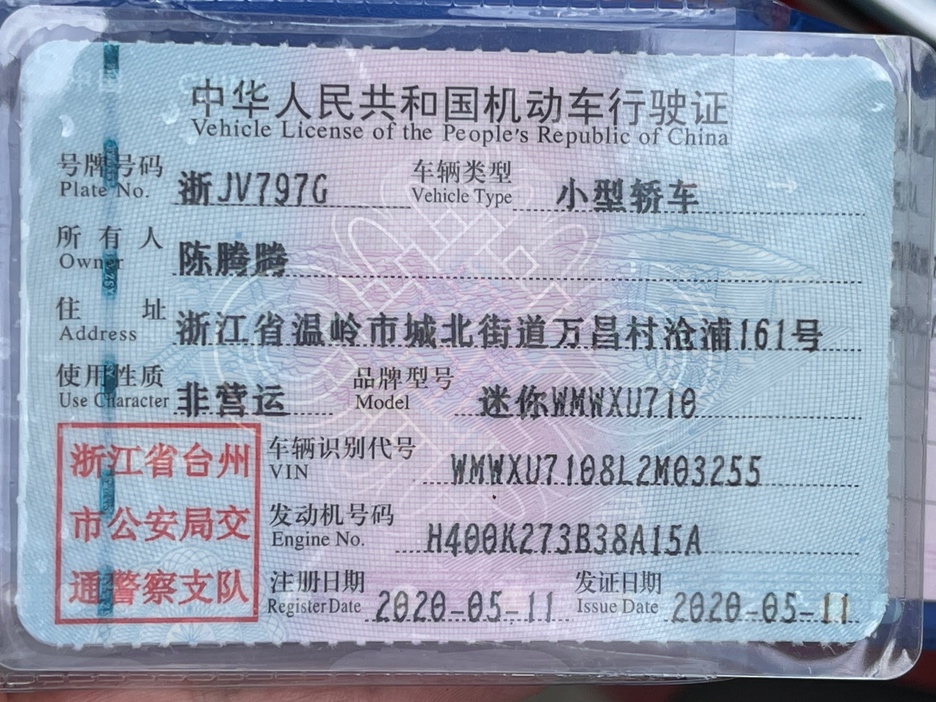 中华人民共和国机动车行驶证
Vehicle License of the People's Republic of China
号牌号码 浙JV797G 车辆类型 小型轿车
Plate No. Vehicle Type
所有人 陈腾腾
Owner
住址 浙江省温岭市城北街道万昌村沧浦161号
Address
使用性质 非营运 品牌型号 迷你WMWXU710
Use Character Model
浙江省台州
市公安局交
通警察支队
车辆识别代号 WMWXU7108L2M03255
VIN
发动机号码 H400K273B38A15A
Engine No.
注册日期 2020-05-11 发证日期 2020-05-11
Register Date Issue Date